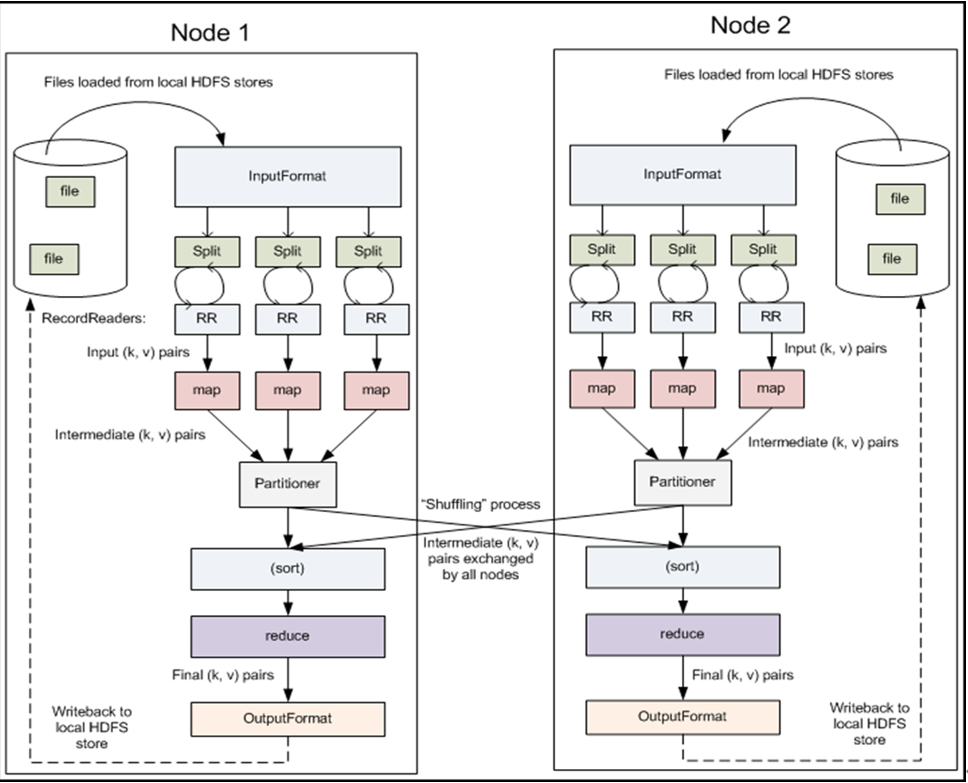 Node 1
Files loaded from local HDFS stores
file
file
InputFormat
Split
Split
Split
RecordReaders:
RR
RR
RR
Input (k, v) pairs
map
map
map
Intermediate (k, v) pairs
Partitioner
(sort)
reduce
Final (k, v) pairs
OutputFormat
Writeback to
local HDFS
store
“Shuffling” process
Intermediate (k, v)
pairs exchanged
by all nodes
Node 2
Files loaded from local HDFS stores
InputFormat
file
file
Split
Split
Split
RR
RR
RR
Input (k, v) pairs
map
map
map
Intermediate (k, v) pairs
Partitioner
(sort)
reduce
Final (k, v) pairs
OutputFormat
Writeback to
local HDFS
store